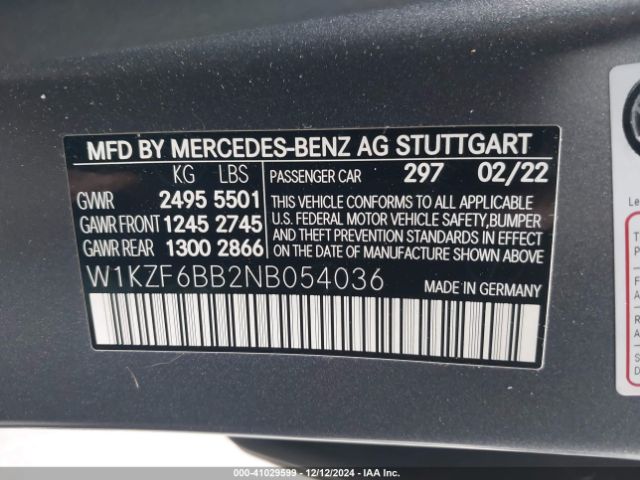 MFD BY MERCEDES-BENZ AG STUTTGART
KG LBS
GVWR 2495 5501
GAWR FRONT 1245 2745
GAWR REAR 1300 2866
PASSENGER CAR 297 02/22
THIS VEHICLE CONFORMS TO ALL APPLICABLE
U.S. FEDERAL MOTOR VEHICLE SAFETY, BUMPER
AND THEFT PREVENTION STANDARDS IN EFFECT
ON THE DATE OF MANUFACTURE SHOWN ABOVE
W1KZF6BB2NB054036 MADE IN GERMANY
Le
T
P
F
A
R
A
S
D
2-41029599 - 12/12/2024 - IAA Inc.